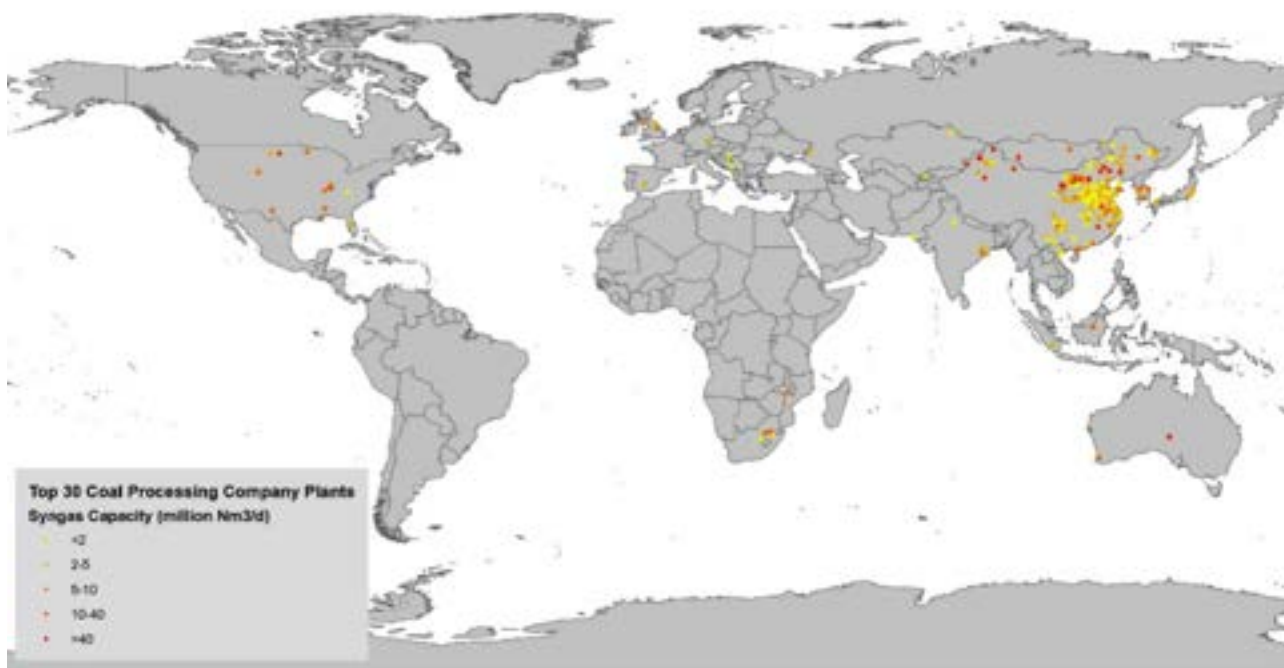 Top 30 Coal Processing Company Plants
Syngas Capacity (million Nm3/d)
<2
2-5
5-10
10-40
>40